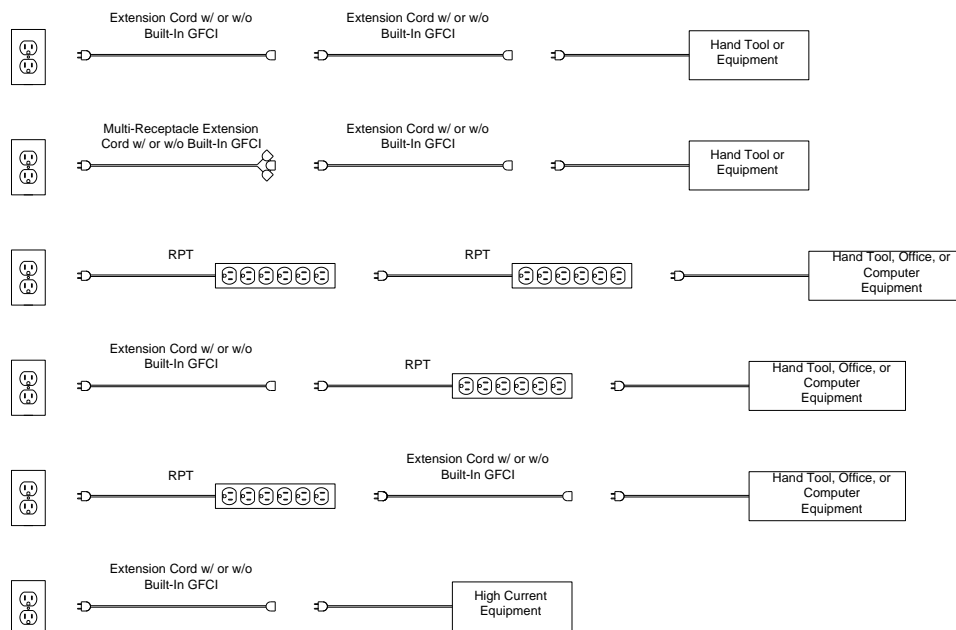 Extension Cord w/ or w/o
Built-In GFCI
Extension Cord w/ or w/o
Built-In GFCI
Hand Tool or
Equipment
Multi-Receptacle Extension
Cord w/ or w/o Built-In GFCI
Extension Cord w/ or w/o
Built-In GFCI
Hand Tool or
Equipment
RPT
RPT
Hand Tool, Office, or
Computer
Equipment
Extension Cord w/ or w/o
Built-In GFCI
RPT
Hand Tool, Office, or
Computer
Equipment
RPT
Extension Cord w/ or w/o
Built-In GFCI
Hand Tool, Office, or
Computer
Equipment
Extension Cord w/ or w/o
Built-In GFCI
High Current
Equipment